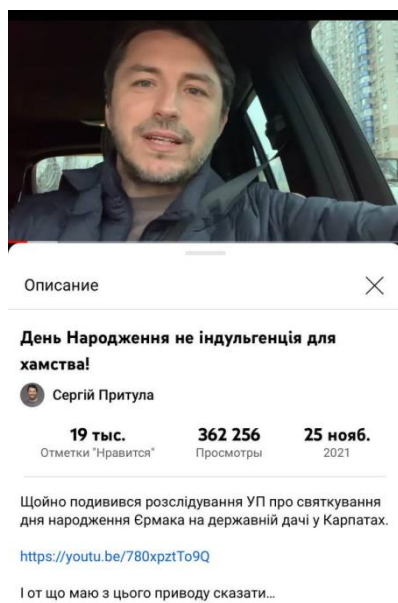 Описание
День Народження не індульгенція для
хамства!
Сергій Притула
19 тыс. 362 256 25 нояб.
Отметки "Нравится" Просмотры 2021
Щойно подивився розслідування УП про святкування
дня народження Єрмака на державній дачі у Карпатах.
https://youtu.be/780xpztTo9Q
І от що маю з цього приводу сказати...